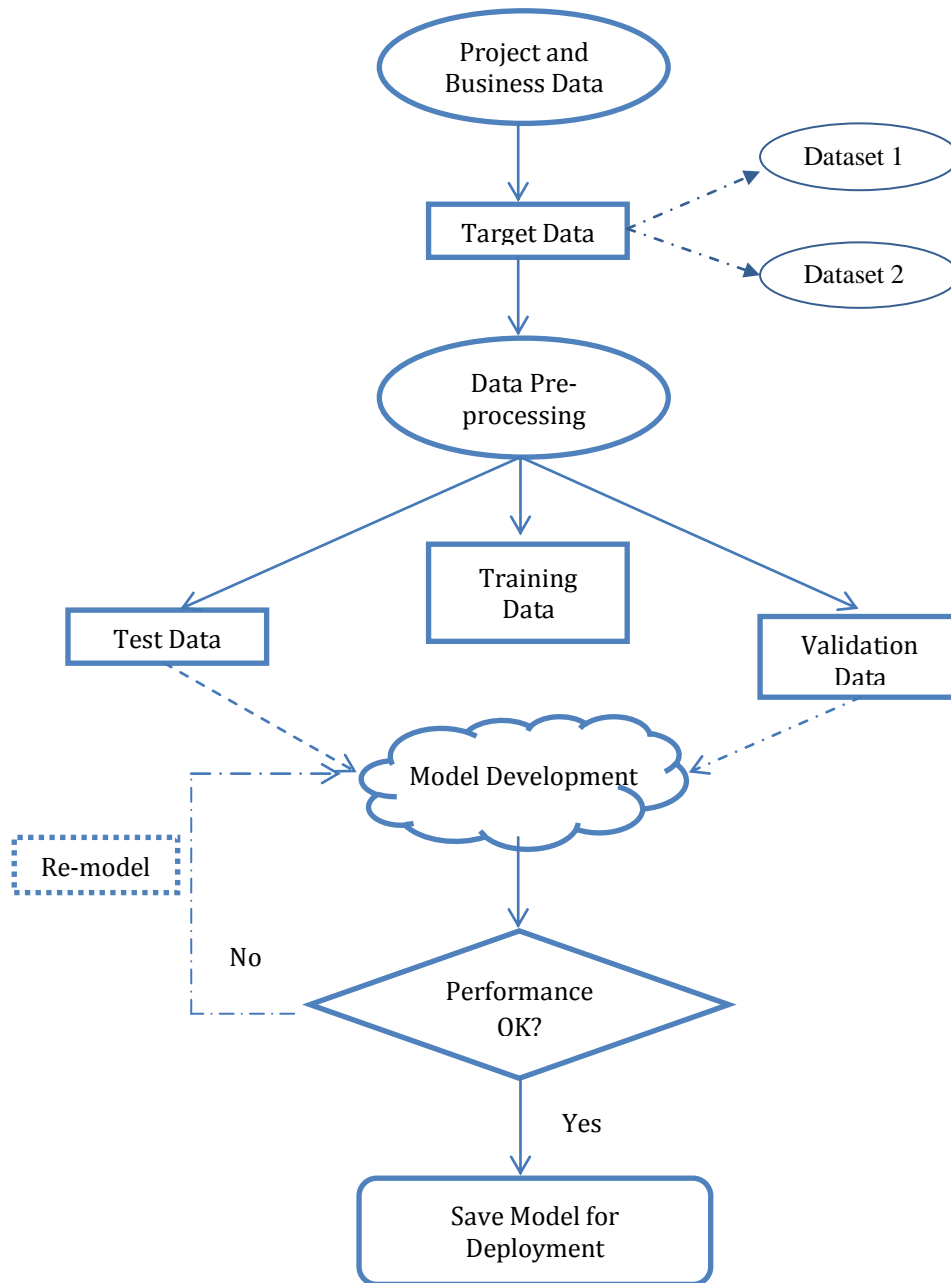 Project and
Business Data
Dataset 1
Target Data
Dataset 2
Data Pre-
processing
Training
Data
Test Data
Validation
Data
Model Development
Re-model
No
Performance
OK?
Yes
Save Model for
Deployment